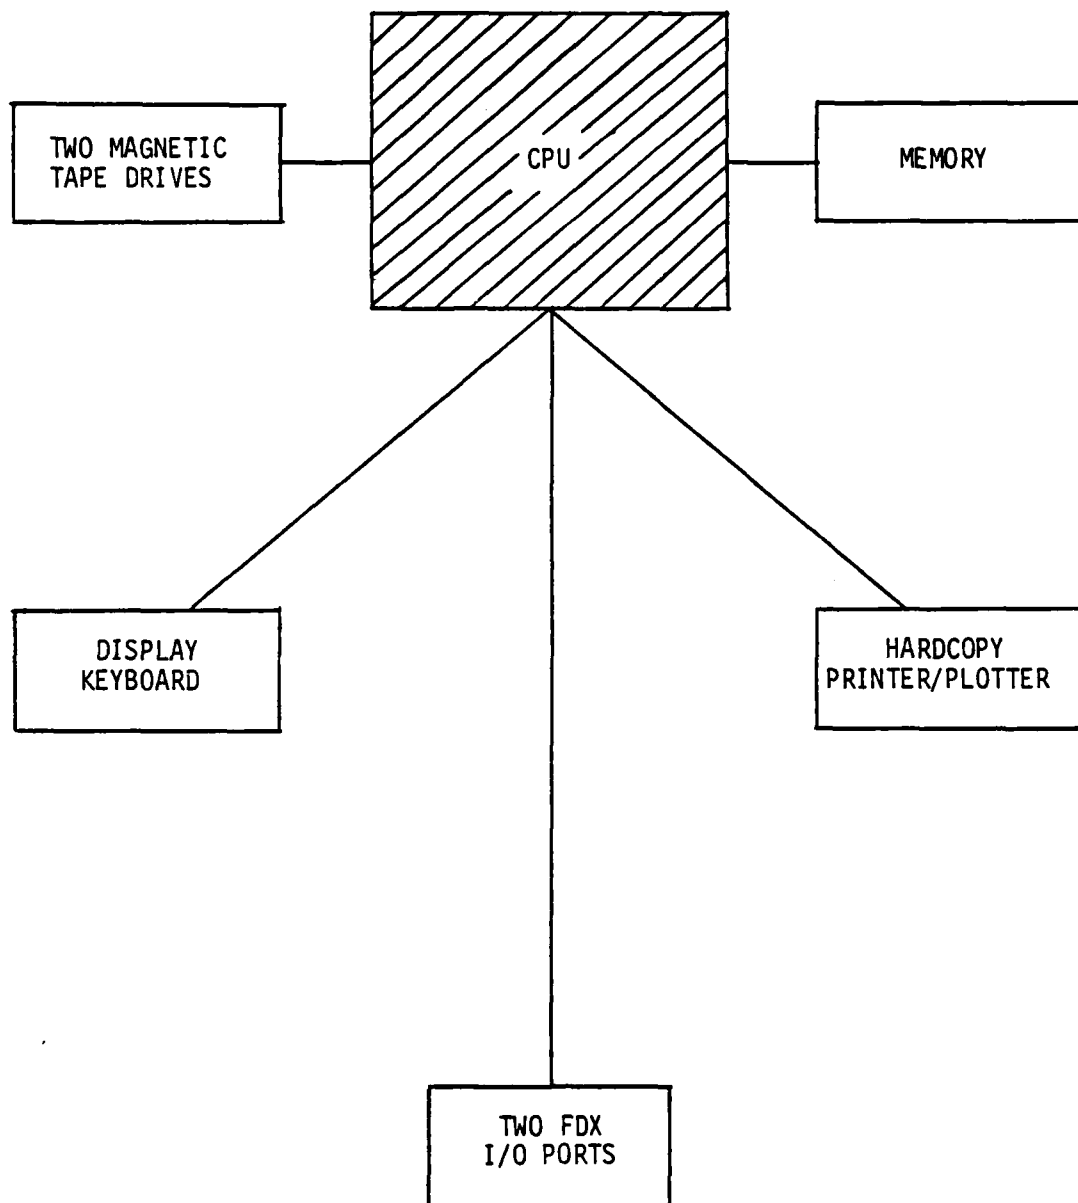 TWO MAGNETIC
TAPE DRIVES
CPU
MEMORY
DISPLAY
KEYBOARD
HARDCOPY
PRINTER/PLOTTER
TWO FDX
I/O PORTS